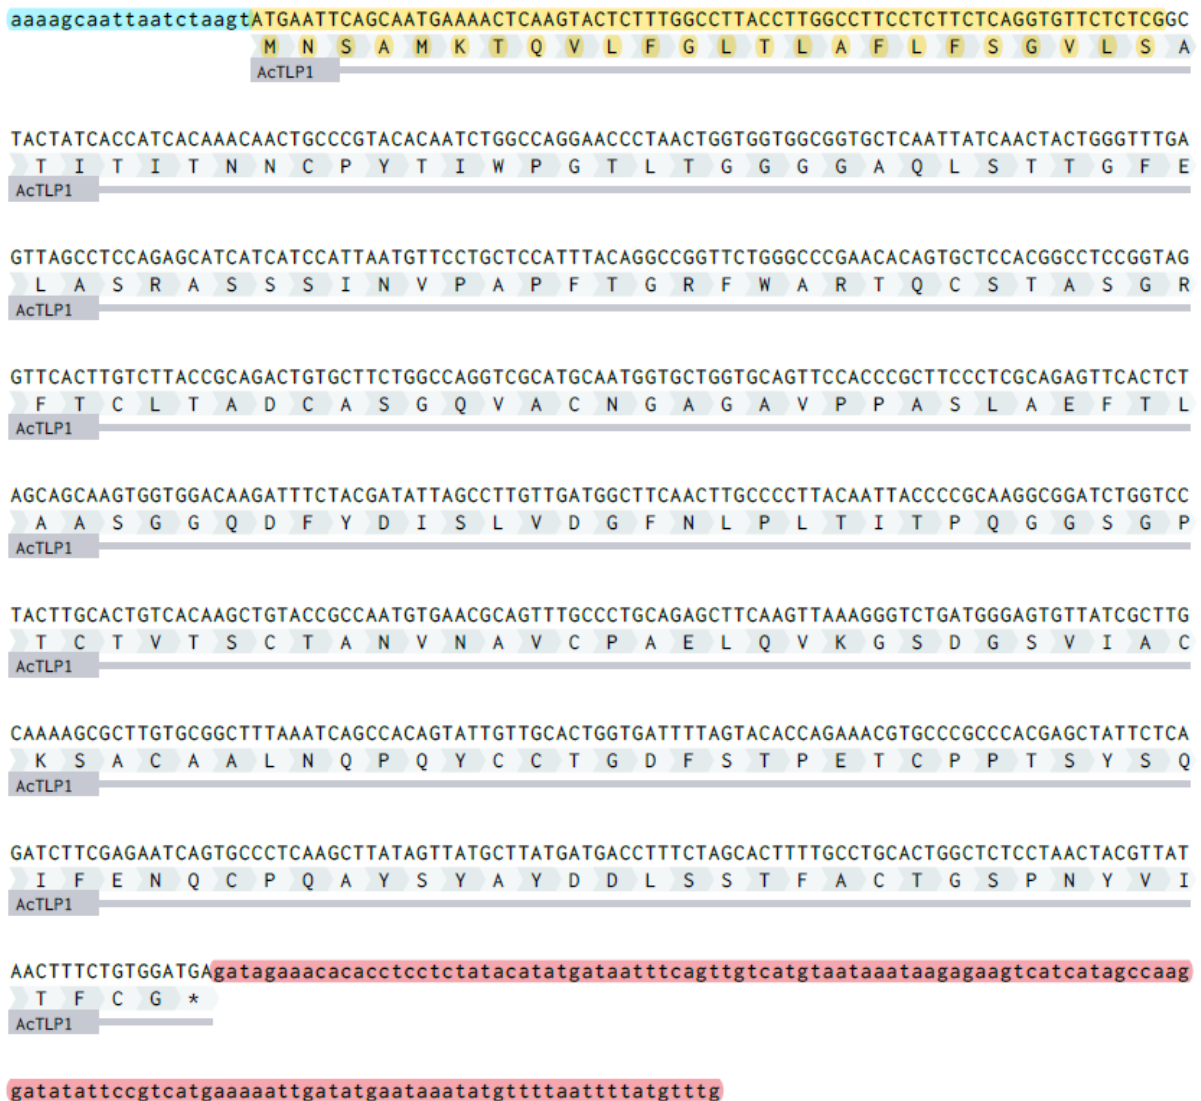 aaaagcaattaatctaagtATGAATTCAGCAATGAAAACTCAAGTACTCTTTGGCCTTACCTTGGCCTTCCTCTTCTCAGGTGTTCTCTCGGC
M N S A M K T Q V L F G L T L A F L F S G V L S A
AcTLP1
TACTATCACCATCACAAACAACTGCCCGTACACAATCTGGCCAGGAACCCTAACTGGTGGTGGCGGTGCTCAATTATCAACTACTGGGTTTGA
T I T I T N N C P Y T I W P G T L T G G G G A Q L S T T G F E
AcTLP1
GTTAGCCTCCAGAGCATCATCATCCATTAATGTTCCTGCTCCATTTACAGGCCGGTTCTGGGCCCGAACACAGTGCTCCACGGCCTCCGGTAG
L A S R A S S S I N V P A P F T G R F W A R T Q C S T A S G R
AcTLP1
GTTCACTTGTCTTACCGCAGACTGTGCTTCTGGCCAGGTCGCATGCAATGGTGCTGGTGCAGTTCCACCCGCTTCCCTCGCAGAGTTCACTCT
F T C L T A D C A S G Q V A C N G A G A V P P A S L A E F T L
AcTLP1
AGCAGCAAGTGGTGGACAAGATTTCTACGATATTAGCCTTGTTGATGGCTTCAACTTGCCCCTTACAATTACCCCGCAAGGCGGATCTGGTCC
A A S G G Q D F Y D I S L V D G F N L P L T I T P Q G G S G P
AcTLP1
TACTTGCACTGTCACAAGCTGTACCGCCAATGTGAACGCAGTTTGCCCTGCAGAGCTTCAAGTTAAAGGGTCTGATGGGAGTGTTATCGCTTG
T C T V T S C T A N V N A V C P A E L Q V K G S D G S V I A C
AcTLP1
CAAAAGCGCTTGTGCGGCTTTAAATCAGCCACAGTATTGTTGCACTGGTGATTTTAGTACACCAGAAACGTGCCCGCCCACGAGCTATTCTCA
K S A C A A L N Q P Q Y C C T G D F S T P E T C P P T S Y S Q
AcTLP1
GATCTTCGAGAATCAGTGCCCTCAAGCTTATAGTTATGCTTATGATGACCTTTCTAGCACTTTTGCCTGCACTGGCTCTCCTAACTACGTTAT
I F E N Q C P Q A Y S Y A Y D D L S S T F A C T G S P N Y V I
AcTLP1
AACTTTCTGTGGATGAgatagaaacacacctcctctatacatatgataatttcagttgtcatgtaataaataagagaagtcatcatagccaag
T F C G *
AcTLP1
gatatattccgtcatgaaaaattgatatgaataaatatgttttaattttatgtttg